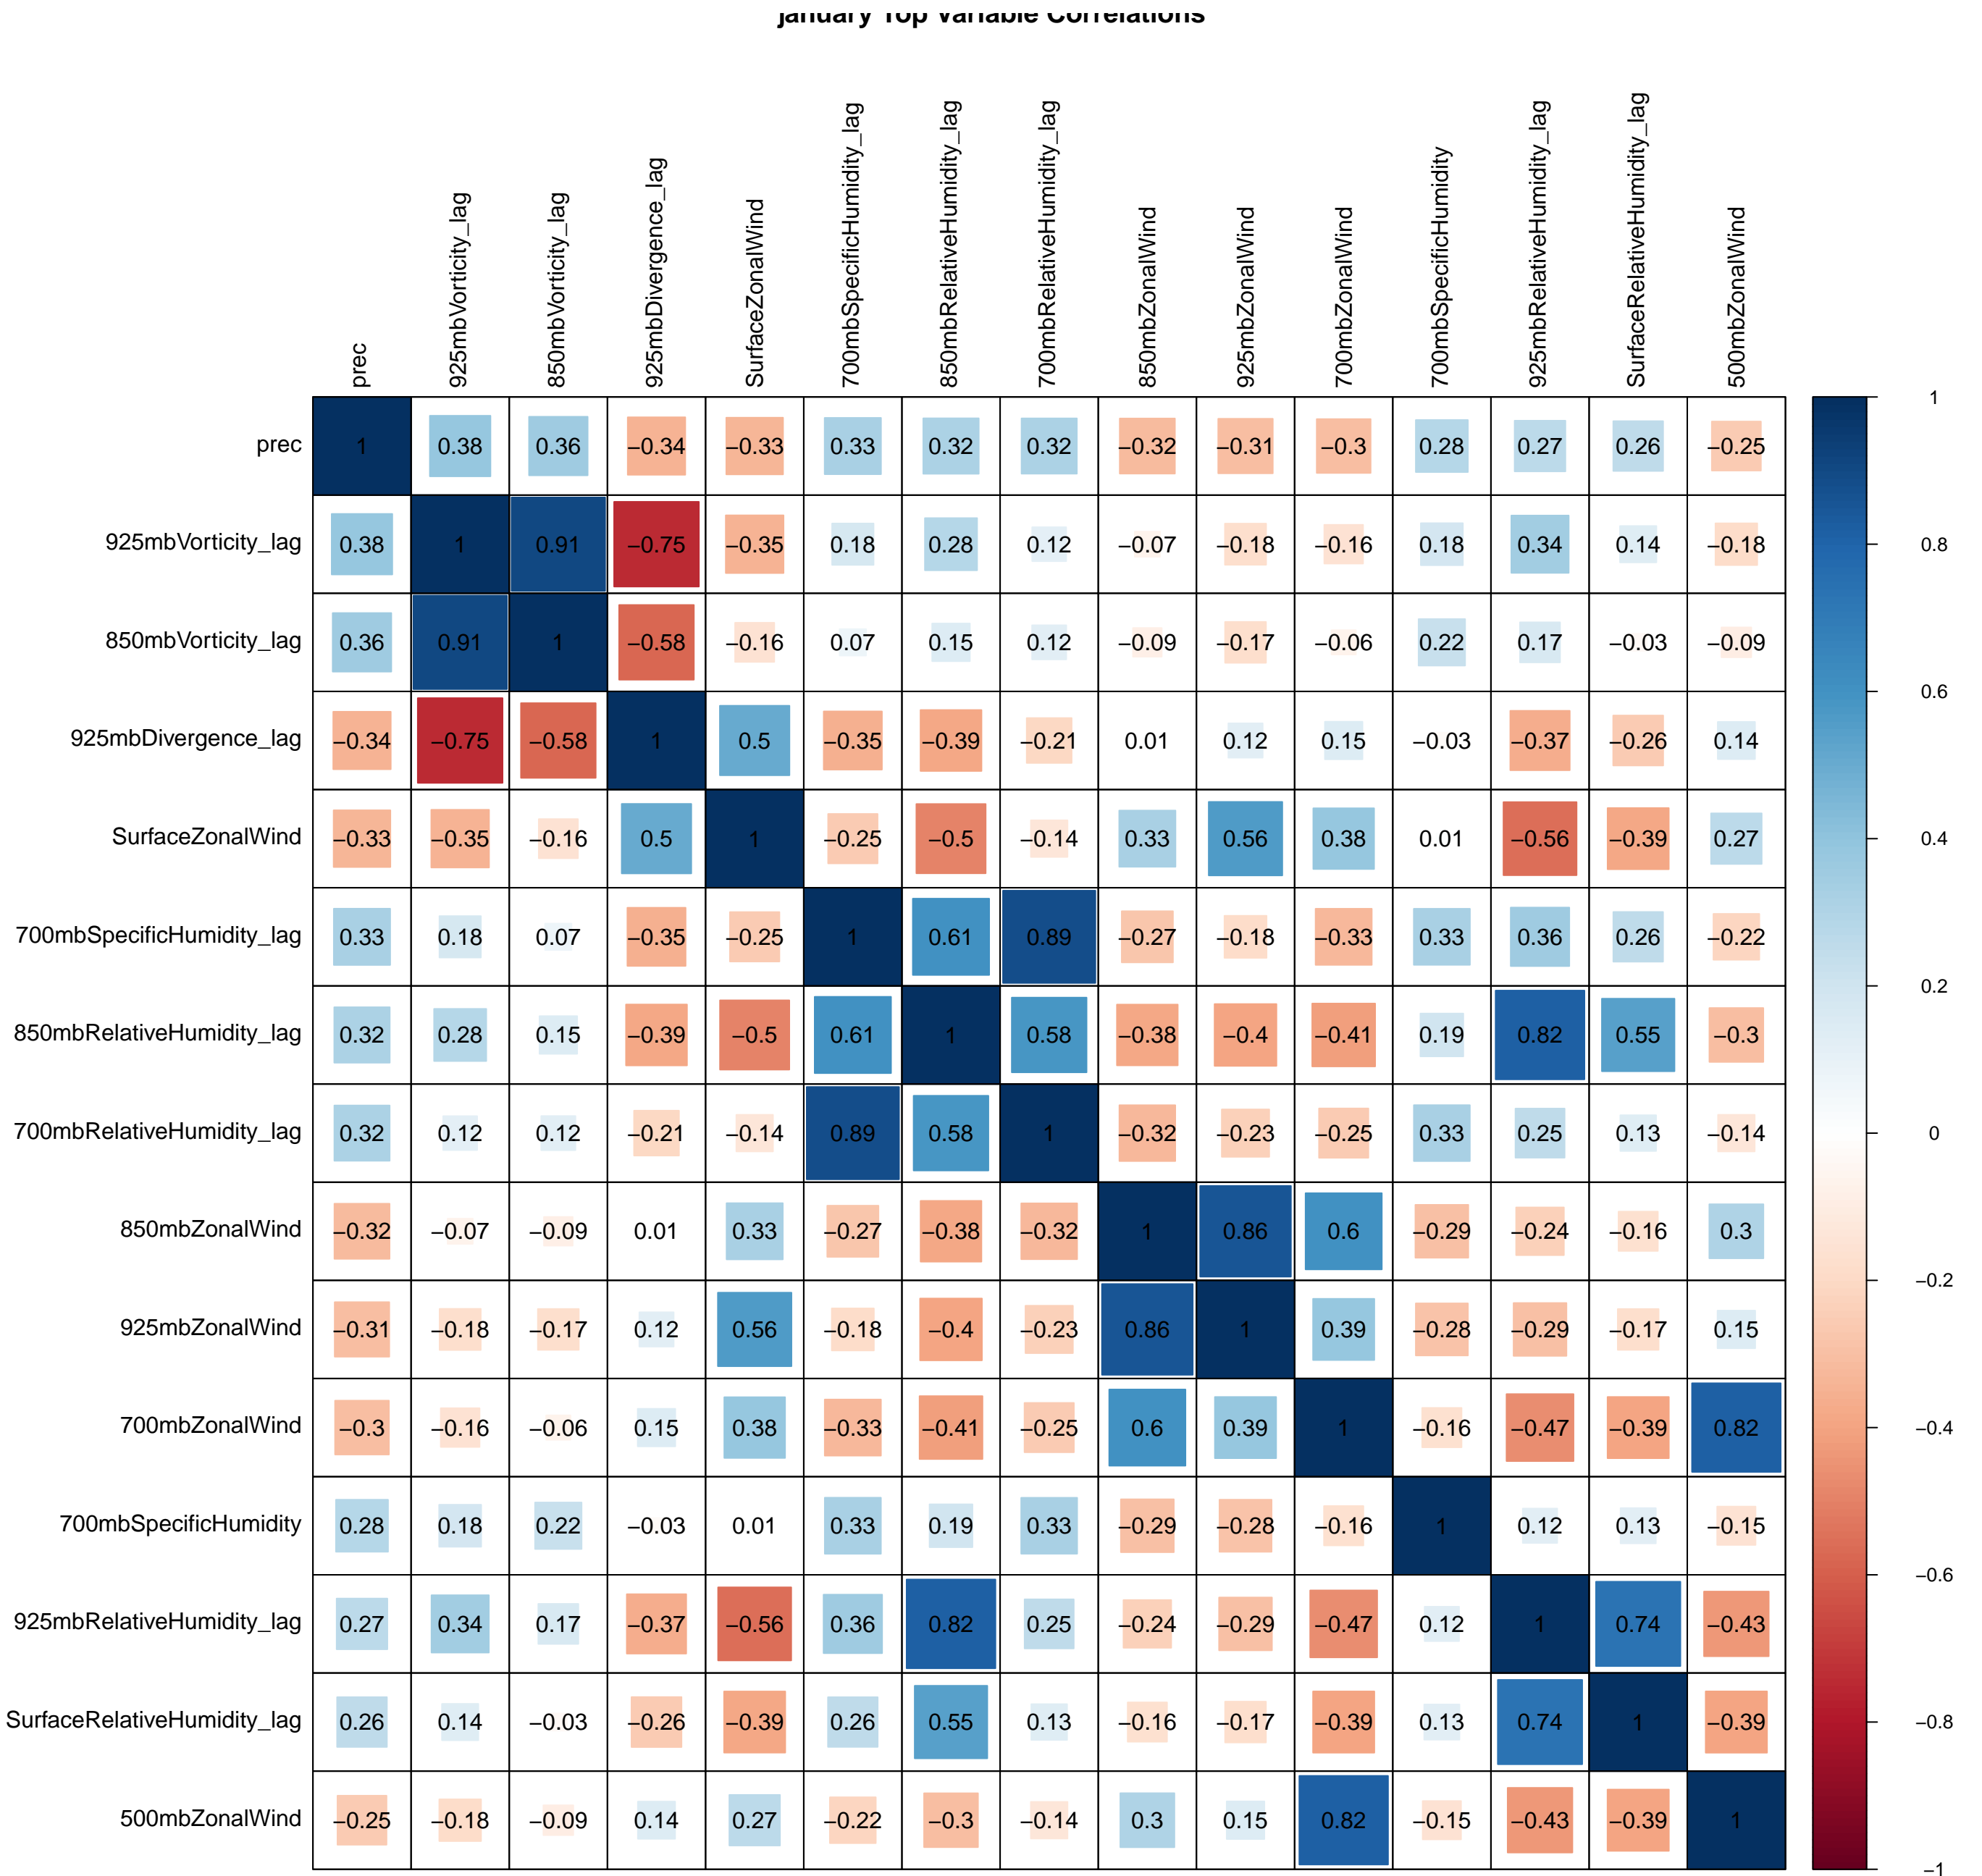 january Top Variable Correlations
prec
925mbVorticity_lag
850mbVorticity_lag
925mbDivergence_lag
SurfaceZonalWind
700mbSpecificHumidity_lag
850mbRelativeHumidity_lag
700mbRelativeHumidity_lag
850mbZonalWind
925mbZonalWind
700mbZonalWind
700mbSpecificHumidity
925mbRelativeHumidity_lag
SurfaceRelativeHumidity_lag
500mbZonalWind
prec 1 0.38 0.36 −0.34 −0.33 0.33 0.32 0.32 −0.32 −0.31 −0.3 0.28 0.27 0.26 −0.25
925mbVorticity_lag 0.38 1 0.91 −0.75 −0.35 0.18 0.28 0.12 −0.07 −0.18 −0.16 0.18 0.34 0.14 −0.18
850mbVorticity_lag 0.36 0.91 1 −0.58 −0.16 0.07 0.15 0.12 −0.09 −0.17 −0.06 0.22 0.17 −0.03 −0.09
925mbDivergence_lag −0.34 −0.75 −0.58 1 0.5 −0.35 −0.39 −0.21 0.01 0.12 0.15 −0.03 −0.37 −0.26 0.14
SurfaceZonalWind −0.33 −0.35 −0.16 0.5 1 −0.25 −0.5 −0.14 0.33 0.56 0.38 0.01 −0.56 −0.39 0.27
700mbSpecificHumidity_lag 0.33 0.18 0.07 −0.35 −0.25 1 0.61 0.89 −0.27 −0.18 −0.33 0.33 0.36 0.26 −0.22
850mbRelativeHumidity_lag 0.32 0.28 0.15 −0.39 −0.5 0.61 1 0.58 −0.38 −0.4 −0.41 0.19 0.82 0.55 −0.3
700mbRelativeHumidity_lag 0.32 0.12 0.12 −0.21 −0.14 0.89 0.58 1 −0.32 −0.23 −0.25 0.33 0.25 0.13 −0.14
850mbZonalWind −0.32 −0.07 −0.09 0.01 0.33 −0.27 −0.38 −0.32 1 0.86 0.6 −0.29 −0.24 −0.16 0.3
925mbZonalWind −0.31 −0.18 −0.17 0.12 0.56 −0.18 −0.4 −0.23 0.86 1 0.39 −0.28 −0.29 −0.17 0.15
700mbZonalWind −0.3 −0.16 −0.06 0.15 0.38 −0.33 −0.41 −0.25 0.6 0.39 1 −0.16 −0.47 −0.39 0.82
700mbSpecificHumidity 0.28 0.18 0.22 −0.03 0.01 0.33 0.19 0.33 −0.29 −0.28 −0.16 1 0.12 0.13 −0.15
925mbRelativeHumidity_lag 0.27 0.34 0.17 −0.37 −0.56 0.36 0.82 0.25 −0.24 −0.29 −0.47 0.12 1 0.74 −0.43
SurfaceRelativeHumidity_lag 0.26 0.14 −0.03 −0.26 −0.39 0.26 0.55 0.13 −0.16 −0.17 −0.39 0.13 0.74 1 −0.39
500mbZonalWind −0.25 −0.18 −0.09 0.14 0.27 −0.22 −0.3 −0.14 0.3 0.15 0.82 −0.15 −0.43 −0.39 1
1
0.8
0.6
0.4
0.2
0
−0.2
−0.4
−0.6
−0.8
−1